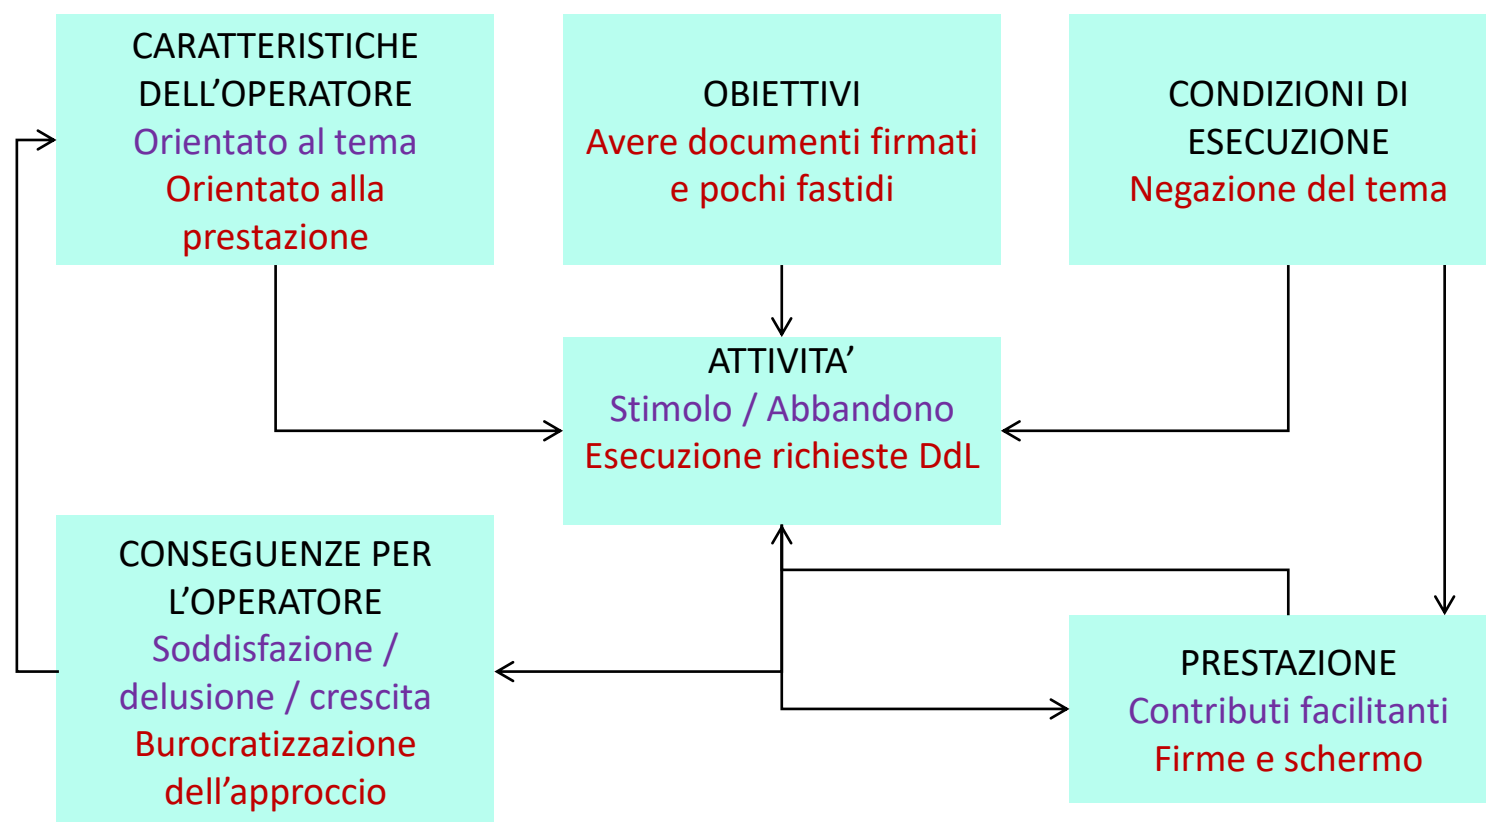 CARATTERISTICHE
DELL’OPERATORE
Orientato al tema
Orientato alla
prestazione
OBIETTIVI
Avere documenti firmati
e pochi fastidi
CONDIZIONI DI
ESECUZIONE
Negazione del tema
ATTIVITA’
Stimolo / Abbandono
Esecuzione richieste DdL
CONSEGUENZE PER
L’OPERATORE
Soddisfazione /
delusione / crescita
Burocratizzazione
dell’approccio
PRESTAZIONE
Contributi facilitanti
Firme e schermo